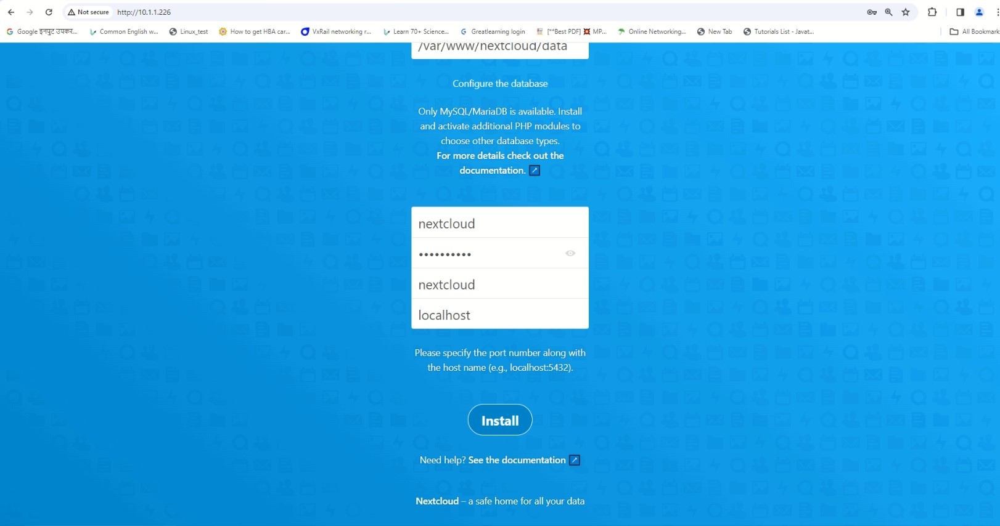 Not secure http://10.1.1.226
Google इनपुट उपकर... Common English w... Linux_test How to get HBA car... VxRail networking r... Learn 70+ Science... Greatlearning login [**Best PDF] 💢 MP... Online Networking... New Tab Tutorials List - Javat... All Bookmark
/var/www/nextcloud/data
Configure the database
Only MySQL/MariaDB is available. Install
and activate additional PHP modules to
choose other database types.
For more details check out the
documentation.
nextcloud
••••••••••
nextcloud
localhost
Please specify the port number along with
the host name (e.g., localhost:5432).
Install
Need help? See the documentation
Nextcloud – a safe home for all your data